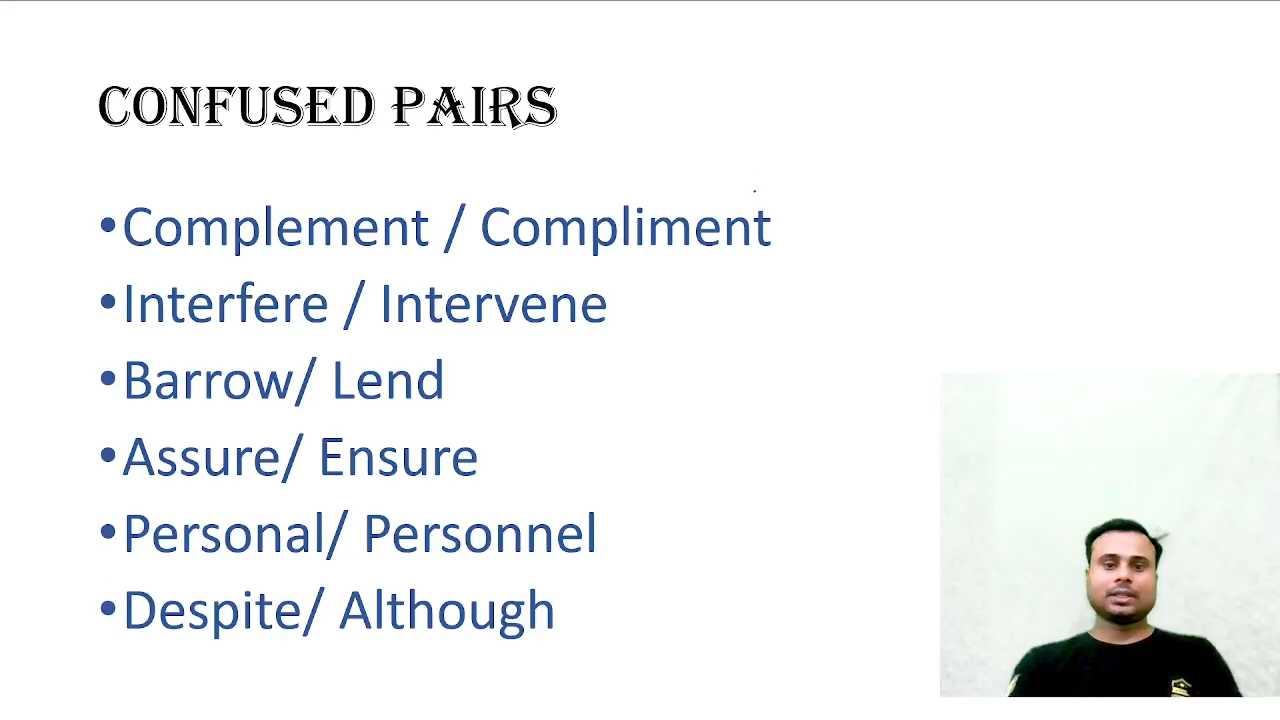 CONFUSED PAIRS
•Complement / Compliment
•Interfere / Intervene
•Barrow/ Lend
•Assure/ Ensure
•Personal/ Personnel
•Despite/ Although